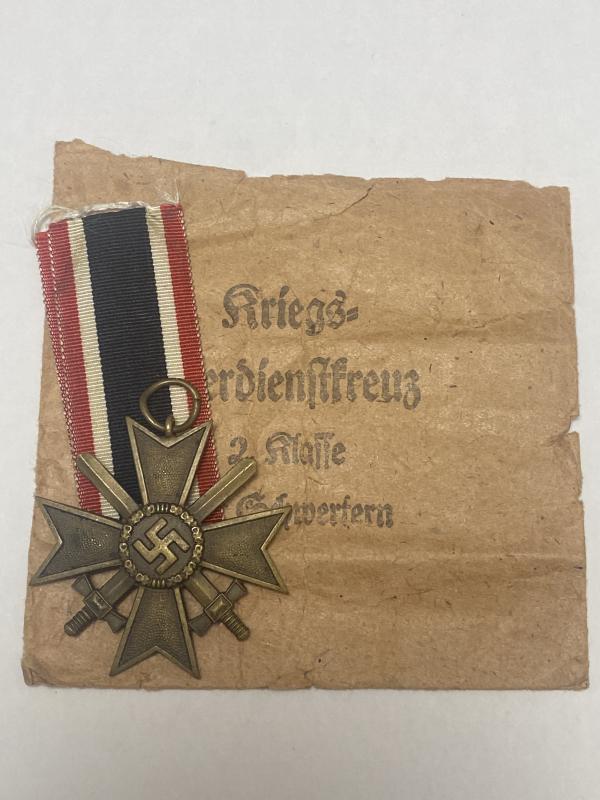 Kriegs-
erdienstkreuz
2. Klasse
Schwertern